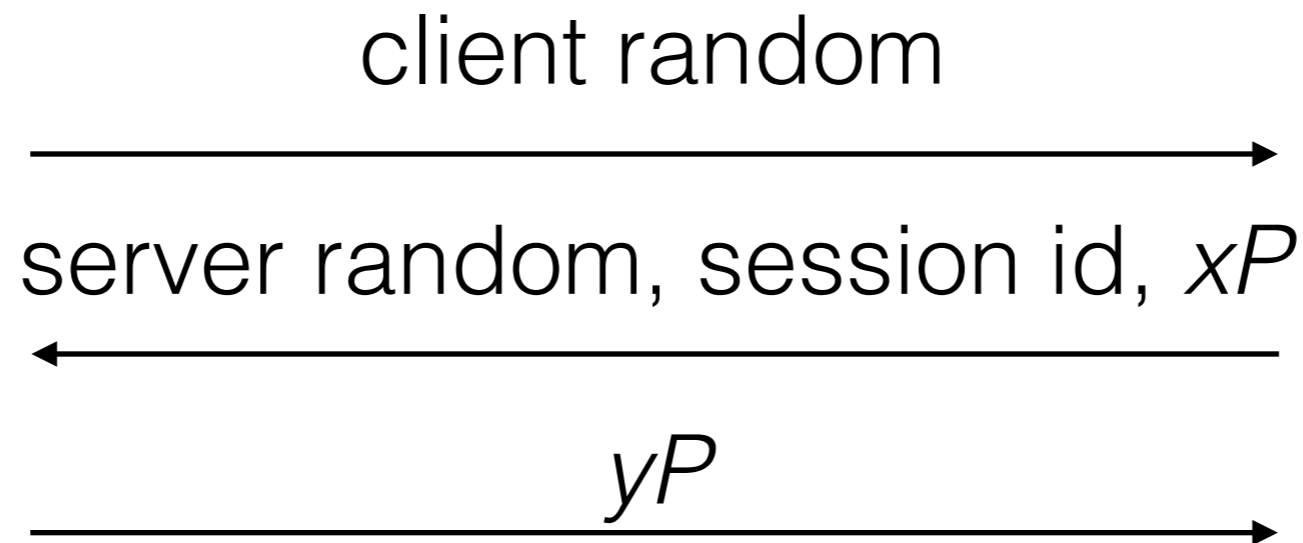 client random
server random, session id, xP
yP